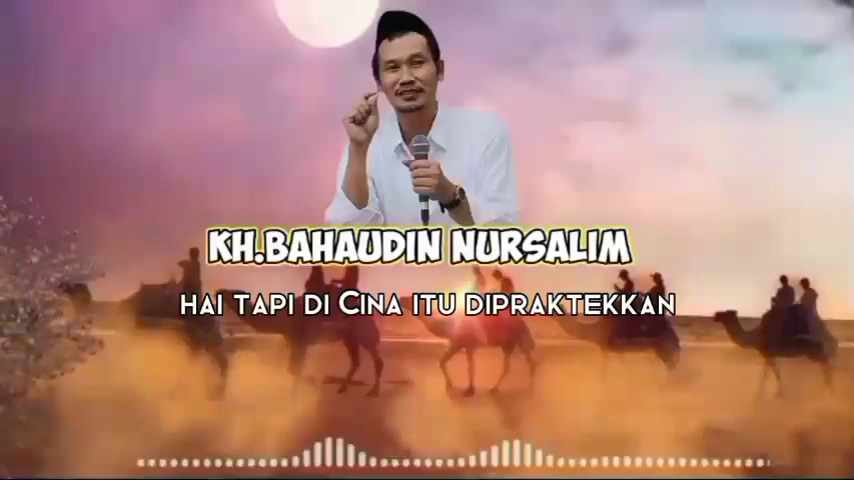 KH.BAHAUDIN NURSALIM
HAI TAPI DI CINA ITU DIPRAKTEKKAN